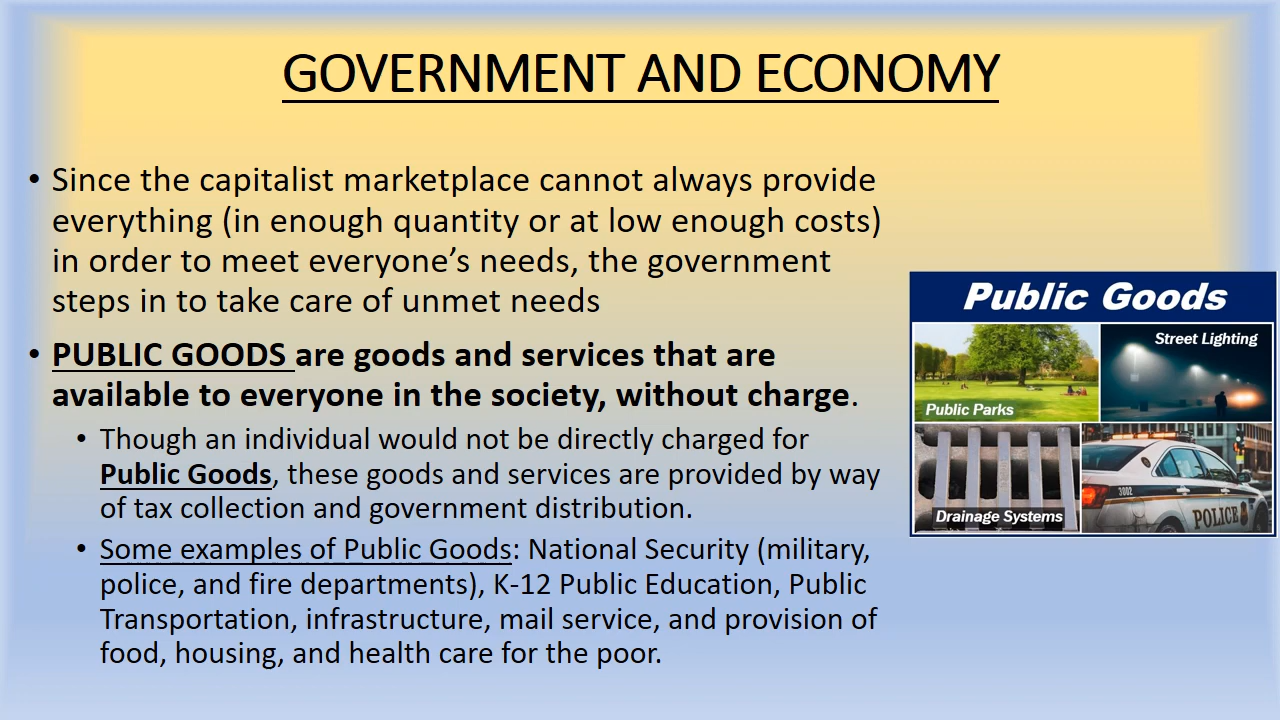 GOVERNMENT AND ECONOMY
• Since the capitalist marketplace cannot always provide
everything (in enough quantity or at low enough costs)
in order to meet everyone’s needs, the government
steps in to take care of unmet needs
• PUBLIC GOODS are goods and services that are
available to everyone in the society, without charge.
• Though an individual would not be directly charged for
Public Goods, these goods and services are provided by way
of tax collection and government distribution.
• Some examples of Public Goods: National Security (military,
police, and fire departments), K-12 Public Education, Public
Transportation, infrastructure, mail service, and provision of
food, housing, and health care for the poor.
Public Goods
Street Lighting
Public Parks
Drainage Systems
3802
POLICE